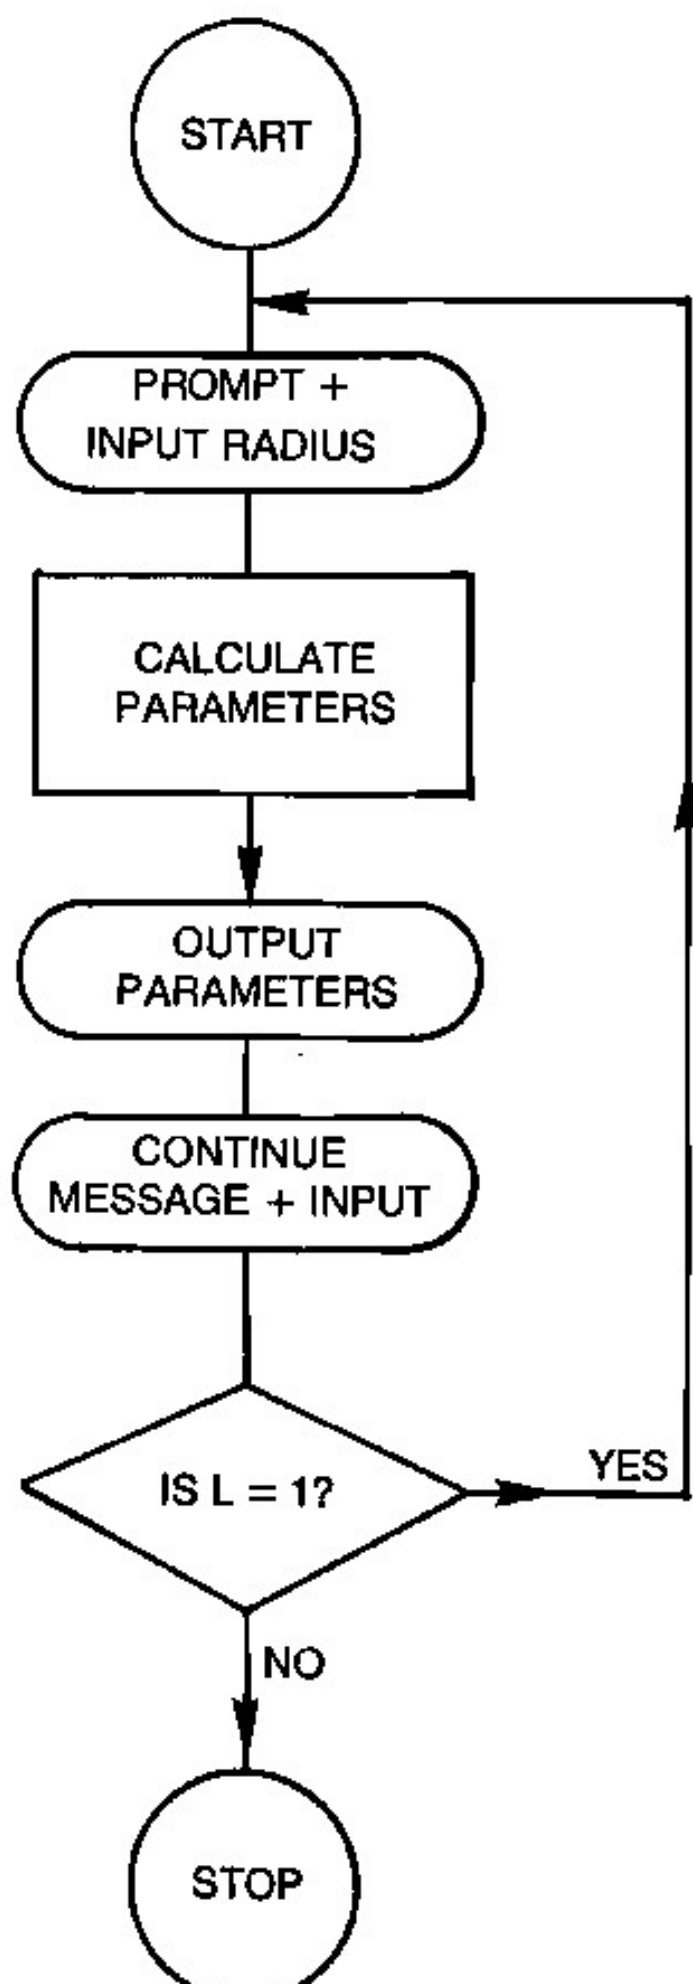 START
PROMPT +
INPUT RADIUS
CALCULATE
PARAMETERS
OUTPUT
PARAMETERS
CONTINUE
MESSAGE + INPUT
IS L = 1?
YES
NO
STOP